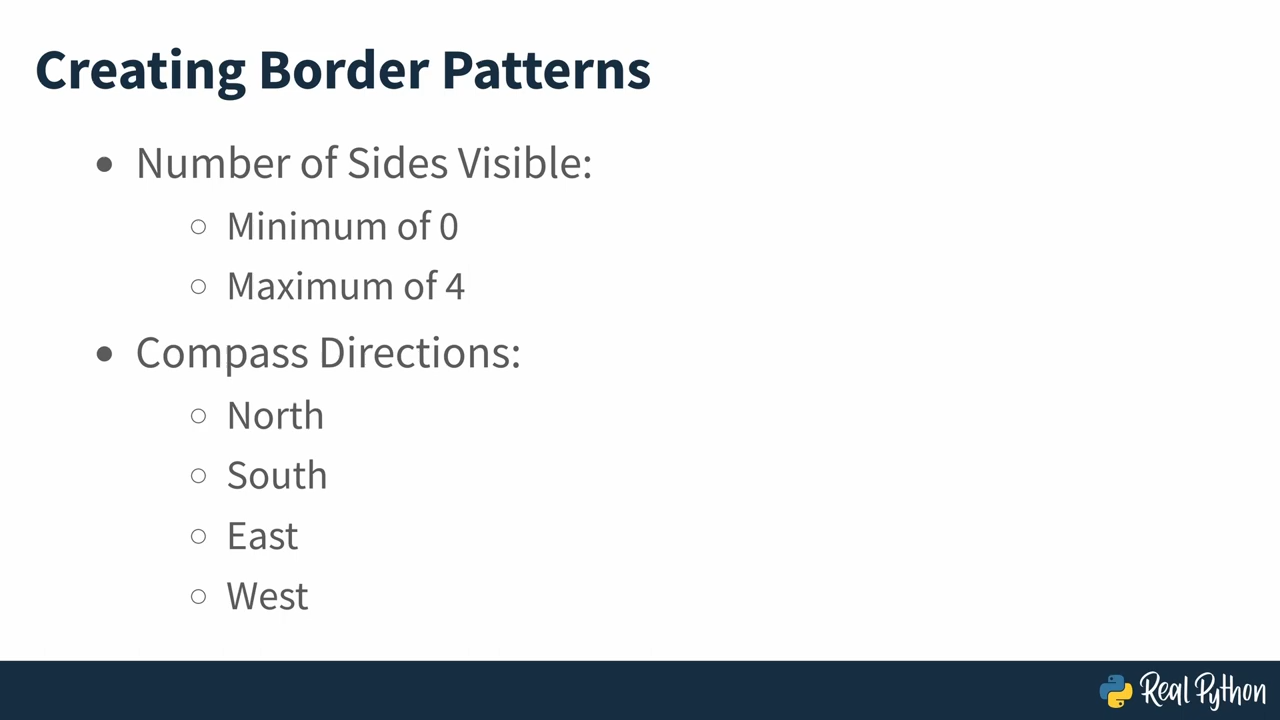 Creating Border Patterns
• Number of Sides Visible:
○ Minimum of 0
○ Maximum of 4
• Compass Directions:
○ North
○ South
○ East
○ West
Real Python